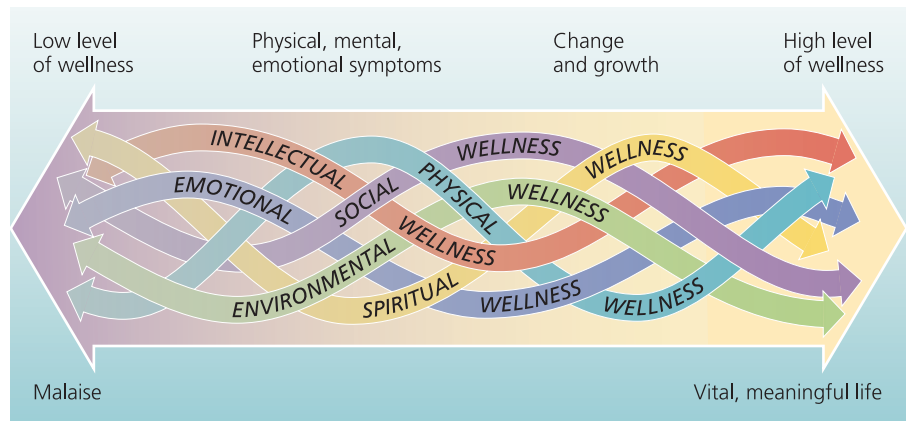 Low level
of wellness
Physical, mental,
emotional symptoms
Change
and growth
High level
of wellness
INTELLECTUAL WELLNESS
EMOTIONAL WELLNESS
SOCIAL WELLNESS
PHYSICAL WELLNESS
ENVIRONMENTAL WELLNESS
SPIRITUAL WELLNESS
Malaise
Vital, meaningful life